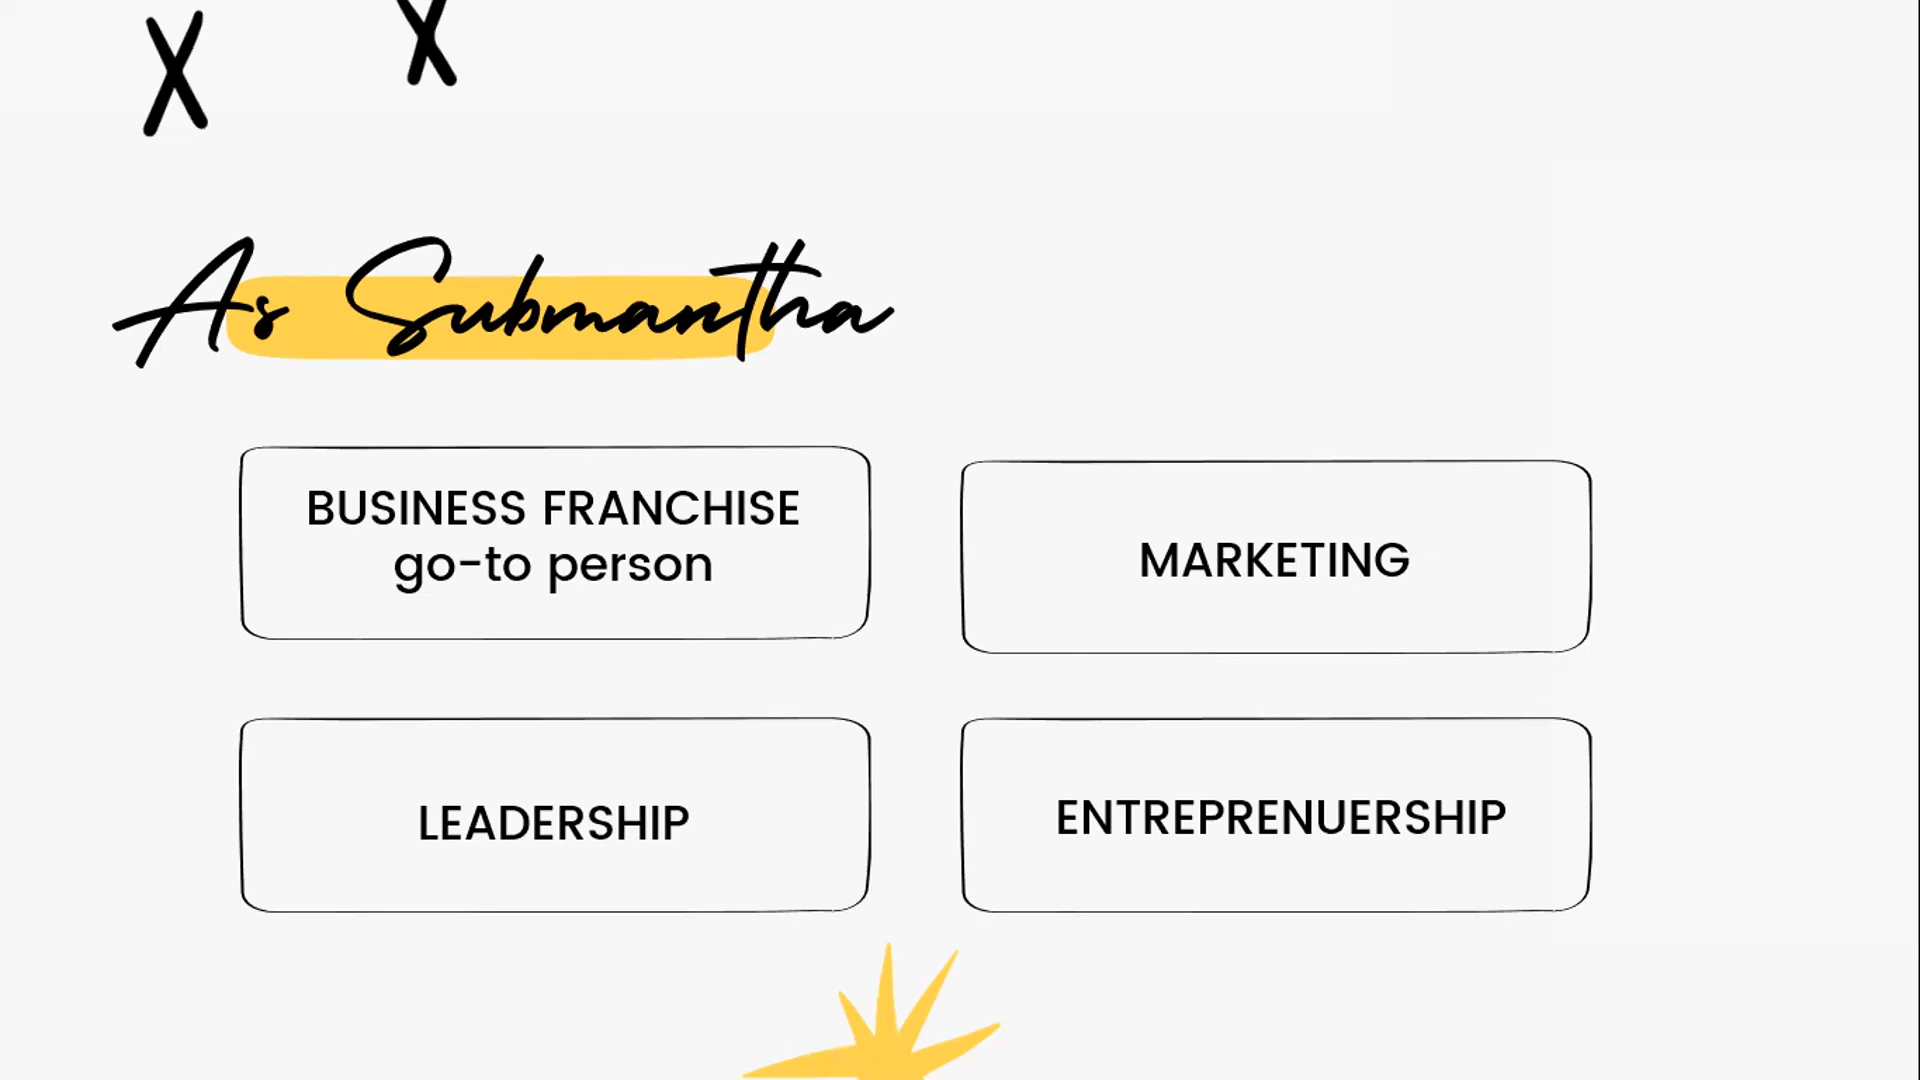 As Submantha
BUSINESS FRANCHISE
go-to person
MARKETING
LEADERSHIP
ENTREPRENUERSHIP